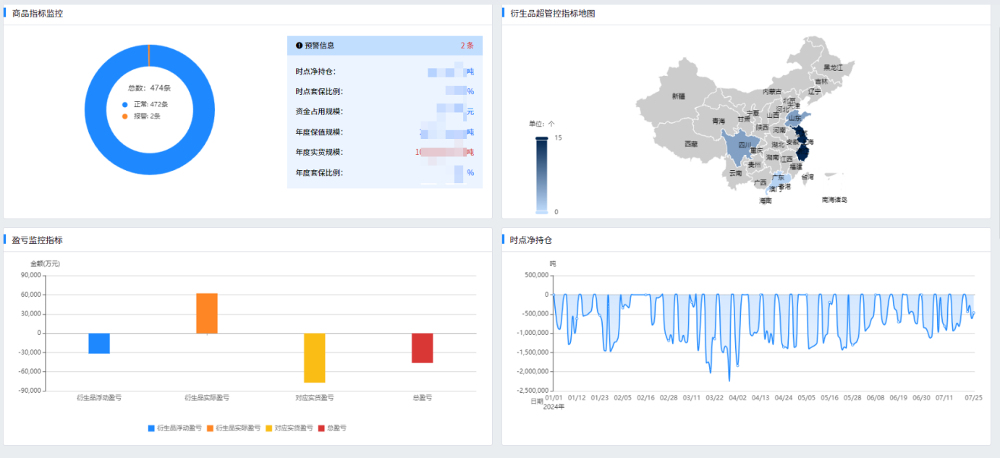 商品指标监控
总数：474条
正常: 472条
报警: 2条
预警信息
2 条
时点净持仓：
吨
时点套保比例：
%
资金占用规模：
元
年度保值规模：
吨
年度实货规模：
吨
年度套保比例：
%
衍生品超管控指标地图
单位：个
15
0
黑龙江
吉林
辽宁
内蒙古
新疆
北京
天津
河北
山西
宁夏
山东
青海
甘肃
陕西
河南
西藏
四川
重庆
湖北
安徽
湖南
江西
贵州
福建
云南
广西
广东
台湾
香港
澳门
海南
南海诸岛
盈亏监控指标
金额(万元)
90,000
60,000
30,000
0
-30,000
-60,000
-90,000
衍生品浮动盈亏
衍生品实际盈亏
对应实货盈亏
总盈亏
衍生品浮动盈亏 衍生品实际盈亏 对应实货盈亏 总盈亏
时点净持仓
吨
500,000
0
-500,000
-1,000,000
-1,500,000
-2,000,000
-2,500,000
日期
01/01 01/12 01/23 02/05 02/16 02/28 03/11 03/22 04/02 04/13 04/24 05/05 05/16 05/28 06/08 06/19 06/30 07/11 07/25
2024年